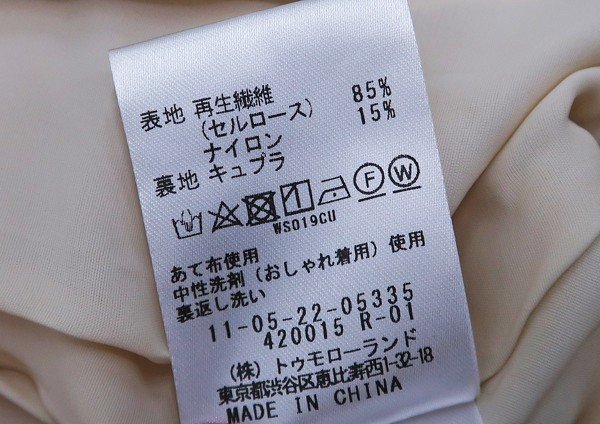 表地 再生繊維 85%
(セルロース)
ナイロン 15%
裏地 キュプラ
F W
WS019CU
あて布使用
中性洗剤(おしゃれ着用)使用
裏返し洗い
11-05-22-05335
420015 R-01
(株)トゥモローランド
東京都渋谷区恵比寿西1-32-18
MADE IN CHINA